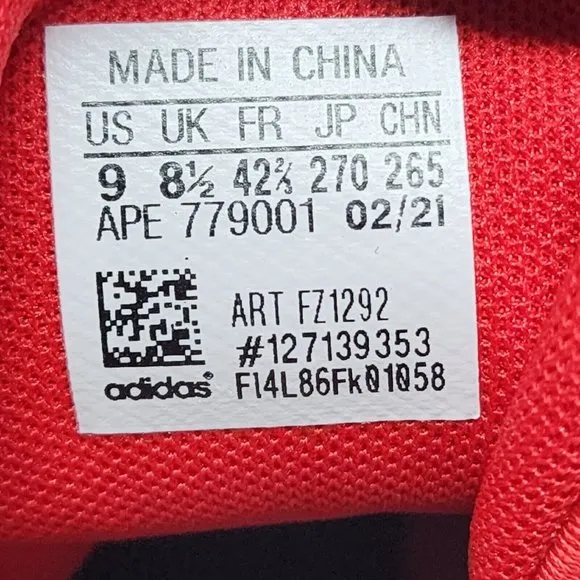 MADE IN CHINA
US UK FR JP CHN
9 8½ 42⅔ 270 265
APE 779001 02/21
ART FZ1292
#127139353
adidas® F14L86Fk01058